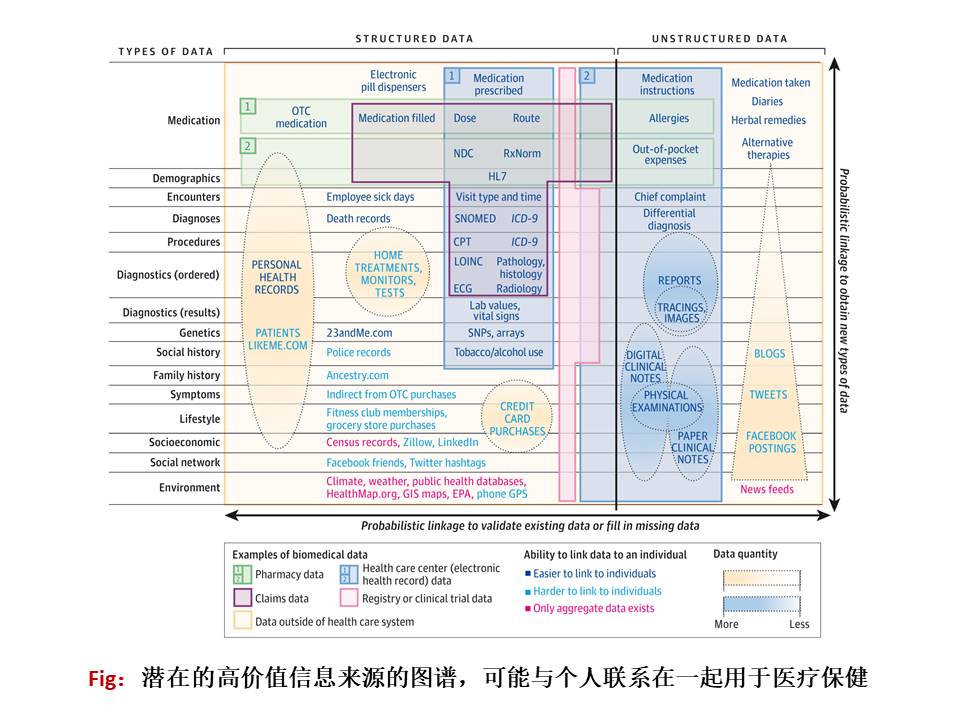 STRUCTURED DATA
UNSTRUCTURED DATA
TYPES OF DATA
Medication
Demographics
Encounters
Diagnoses
Procedures
Diagnostics (ordered)
Diagnostics (results)
Genetics
Social history
Family history
Symptoms
Lifestyle
Socioeconomic
Social network
Environment
1
OTC
medication
2
Electronic
pill dispensers
Medication filled
1
Medication
prescribed
Dose
Route
NDC
RxNorm
HL7
Employee sick days
Visit type and time
Death records
SNOMED
ICD-9
CPT
ICD-9
LOINC
Pathology,
histology
ECG
Radiology
Lab values,
vital signs
23andMe.com
SNPs, arrays
Police records
Tobacco/alcohol use
Ancestry.com
Indirect from OTC purchases
Fitness club memberships,
grocery store purchases
Census records, Zillow, LinkedIn
Facebook friends, Twitter hashtags
Climate, weather, public health databases,
HealthMap.org, GIS maps, EPA, phone GPS
PERSONAL
HEALTH
RECORDS
PATIENTS
LIKEME.COM
HOME
TREATMENTS,
MONITORS,
TESTS
CREDIT
CARD
PURCHASES
2
Medication
instructions
Allergies
Out-of-pocket
expenses
Chief complaint
Differential
diagnosis
REPORTS
TRACINGS,
IMAGES
DIGITAL
CLINICAL
NOTES
PHYSICAL
EXAMINATIONS
PAPER
CLINICAL
NOTES
Medication taken
Diaries
Herbal remedies
Alternative
therapies
BLOGS
TWEETS
FACEBOOK
POSTINGS
News feeds
Probabilistic linkage to obtain new types of data
Probabilistic linkage to validate existing data or fill in missing data
Examples of biomedical data
1
2
Pharmacy data
1
2
Health care center (electronic
health record) data
Claims data
Registry or clinical trial data
Data outside of health care system
Ability to link data to an individual
Easier to link to individuals
Harder to link to individuals
Only aggregate data exists
Data quantity
More
Less
Fig：潜在的高价值信息来源的图谱，可能与个人联系在一起用于医疗保健